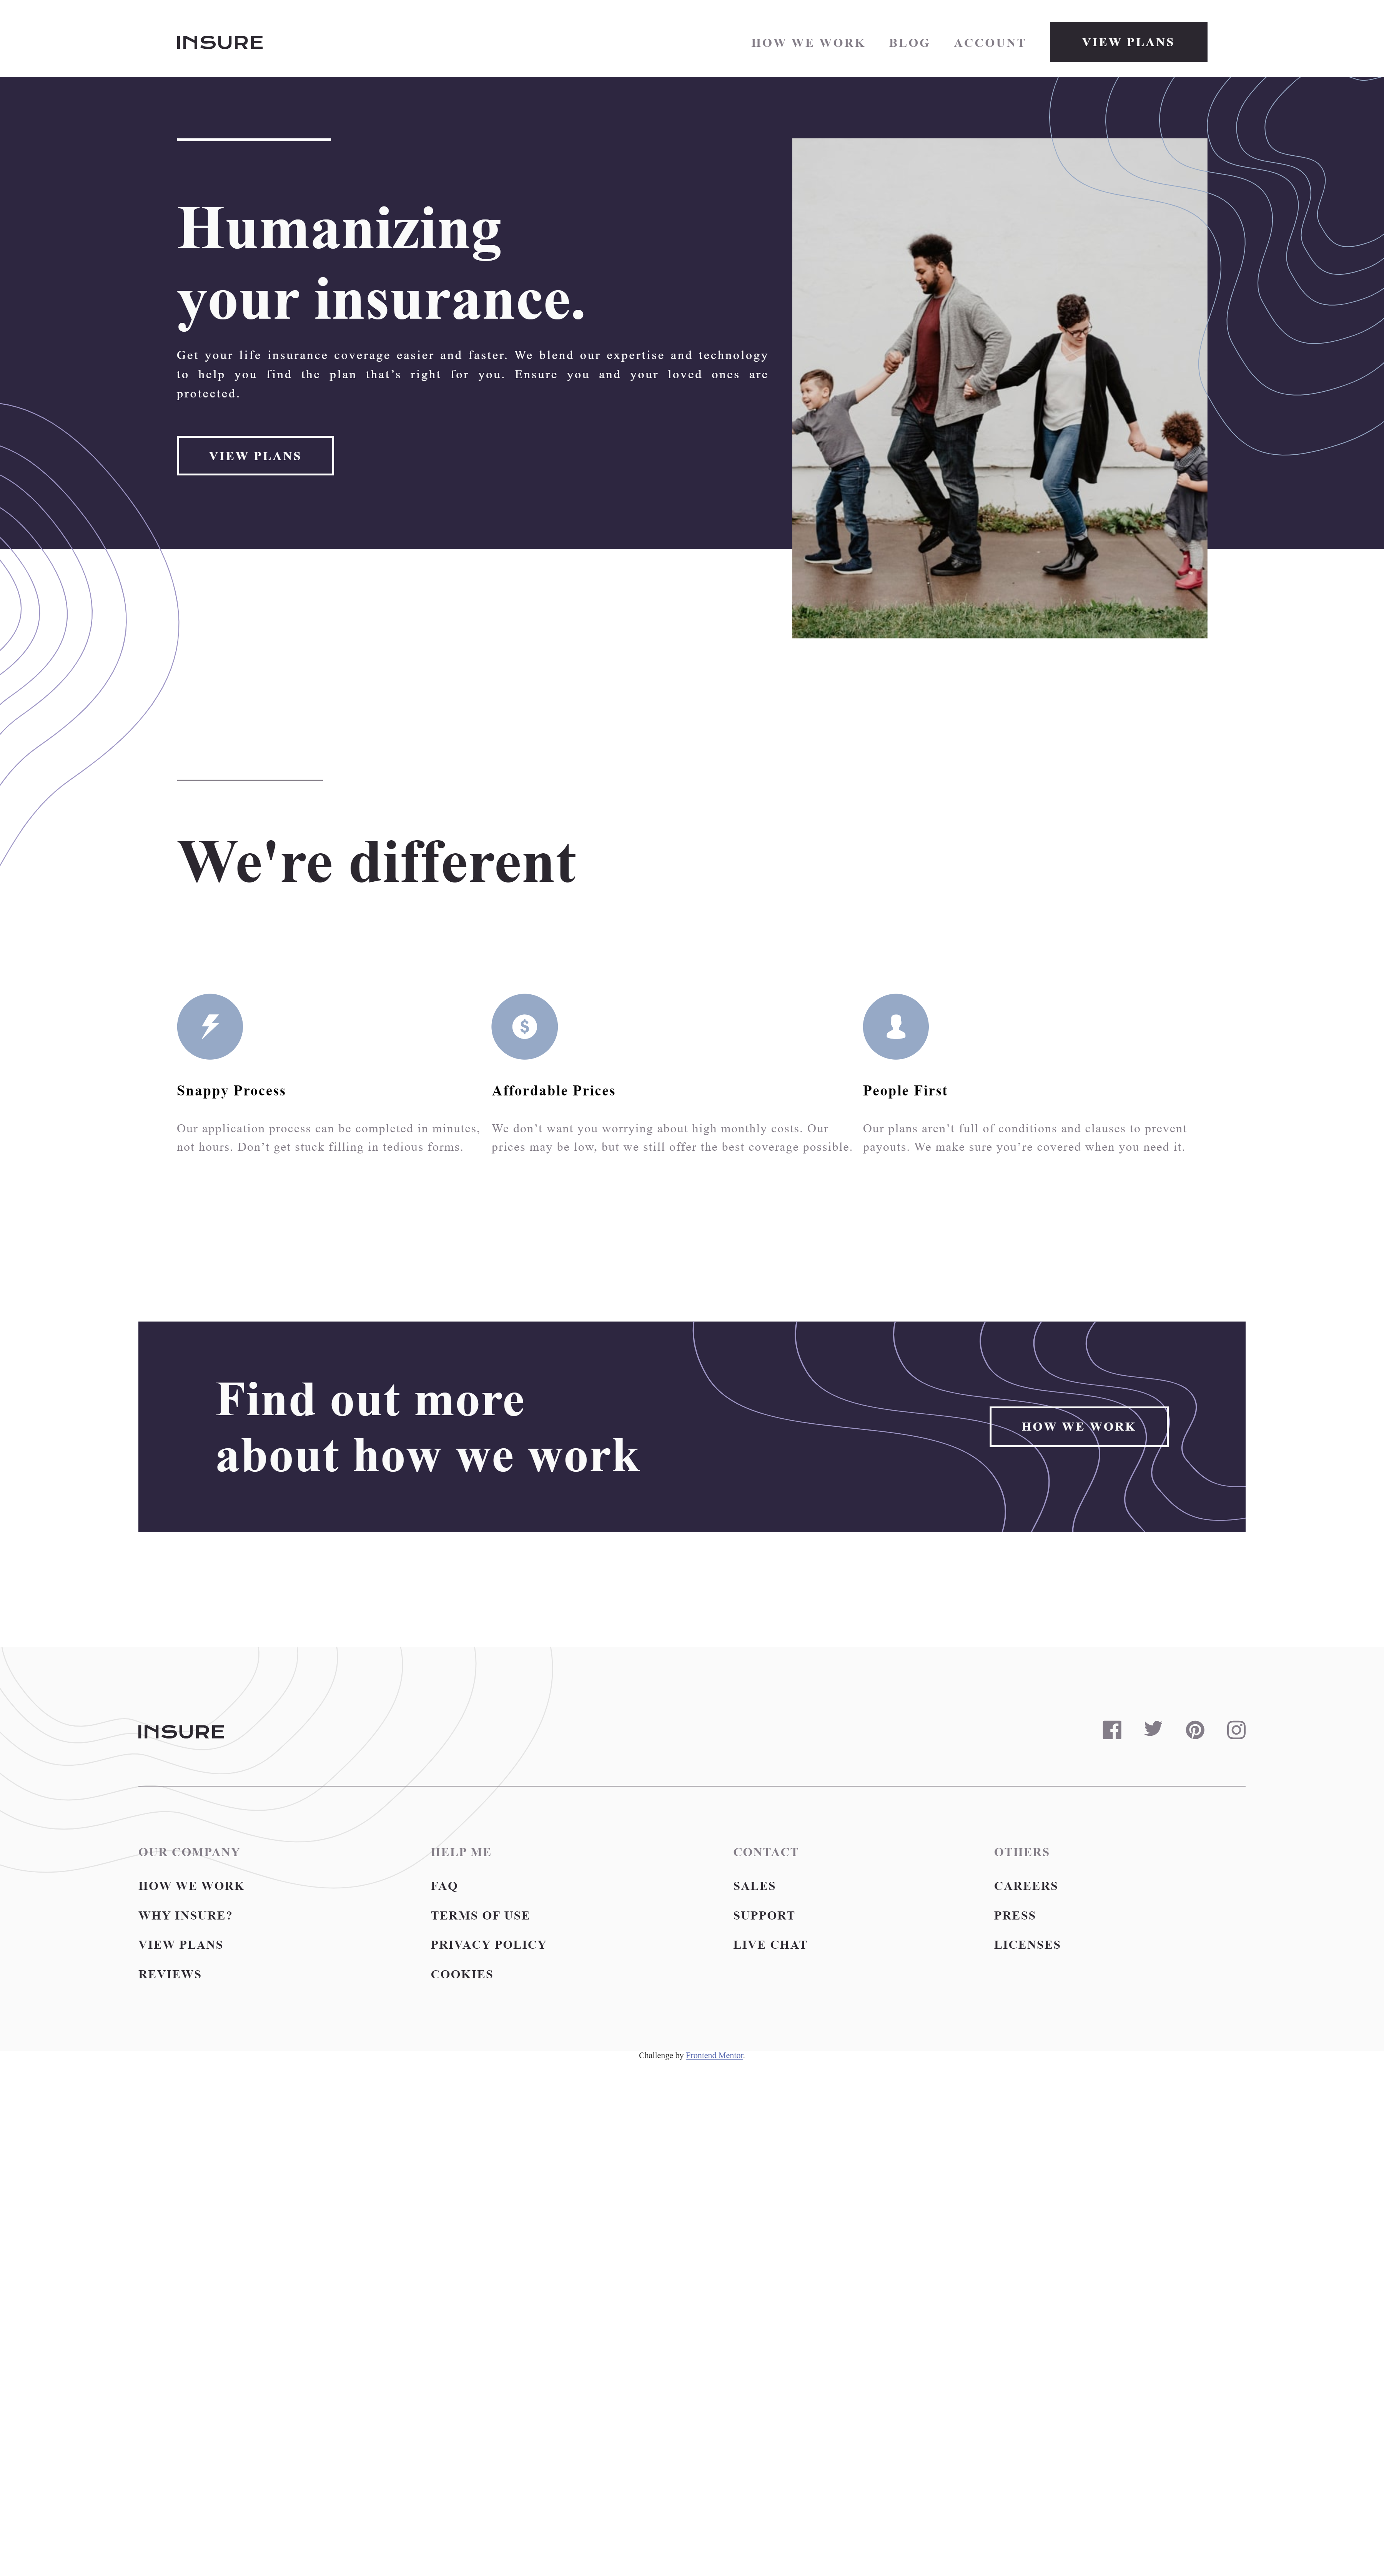 INSURE
HOW WE WORK BLOG ACCOUNT VIEW PLANS
Humanizing
your insurance.
Get your life insurance coverage easier and faster. We blend our expertise and technology
to help you find the plan that’s right for you. Ensure you and your loved ones are
protected.
VIEW PLANS
We're different
Snappy Process
Our application process can be completed in minutes,
not hours. Don’t get stuck filling in tedious forms.
Affordable Prices
We don’t want you worrying about high monthly costs. Our
prices may be low, but we still offer the best coverage possible.
People First
Our plans aren’t full of conditions and clauses to prevent
payouts. We make sure you’re covered when you need it.
Find out more
about how we work
HOW WE WORK
INSURE
OUR COMPANY
HOW WE WORK
WHY INSURE?
VIEW PLANS
REVIEWS
HELP ME
FAQ
TERMS OF USE
PRIVACY POLICY
COOKIES
CONTACT
SALES
SUPPORT
LIVE CHAT
OTHERS
CAREERS
PRESS
LICENSES
Challenge by Frontend Mentor.